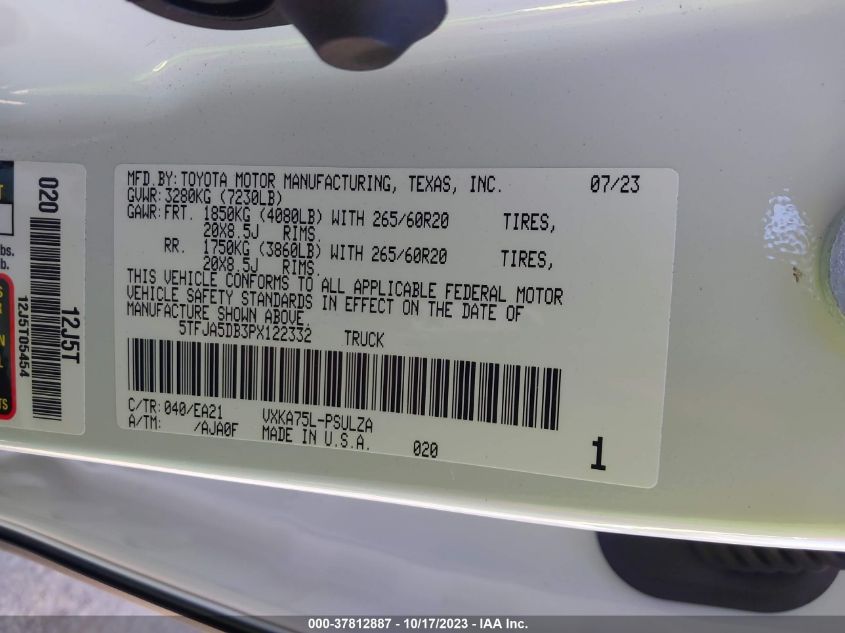 MFD.BY:TOYOTA MOTOR MANUFACTURING, TEXAS, INC. 07/23
GVWR:3280KG (7230LB)
GAWR:FRT. 1850KG (4080LB) WITH 265/60R20 TIRES,
20X8.5J RIMS.
RR. 1750KG (3860LB) WITH 265/60R20 TIRES,
20X8.5J RIMS.
THIS VEHICLE CONFORMS TO ALL APPLICABLE FEDERAL MOTOR
VEHICLE SAFETY STANDARDS IN EFFECT ON THE DATE OF
MANUFACTURE SHOWN ABOVE.
5TFJA5DB3PX122332 TRUCK
C/TR:040/EA21 VXKA75L-PSULZA
A/TM: /AJA0F MADE IN U.S.A. 020
1
020
12J5T
12J5T05454
lbs.
lb.
T
S
N
L
TS
000-37812887 - 10/17/2023 - IAA Inc.